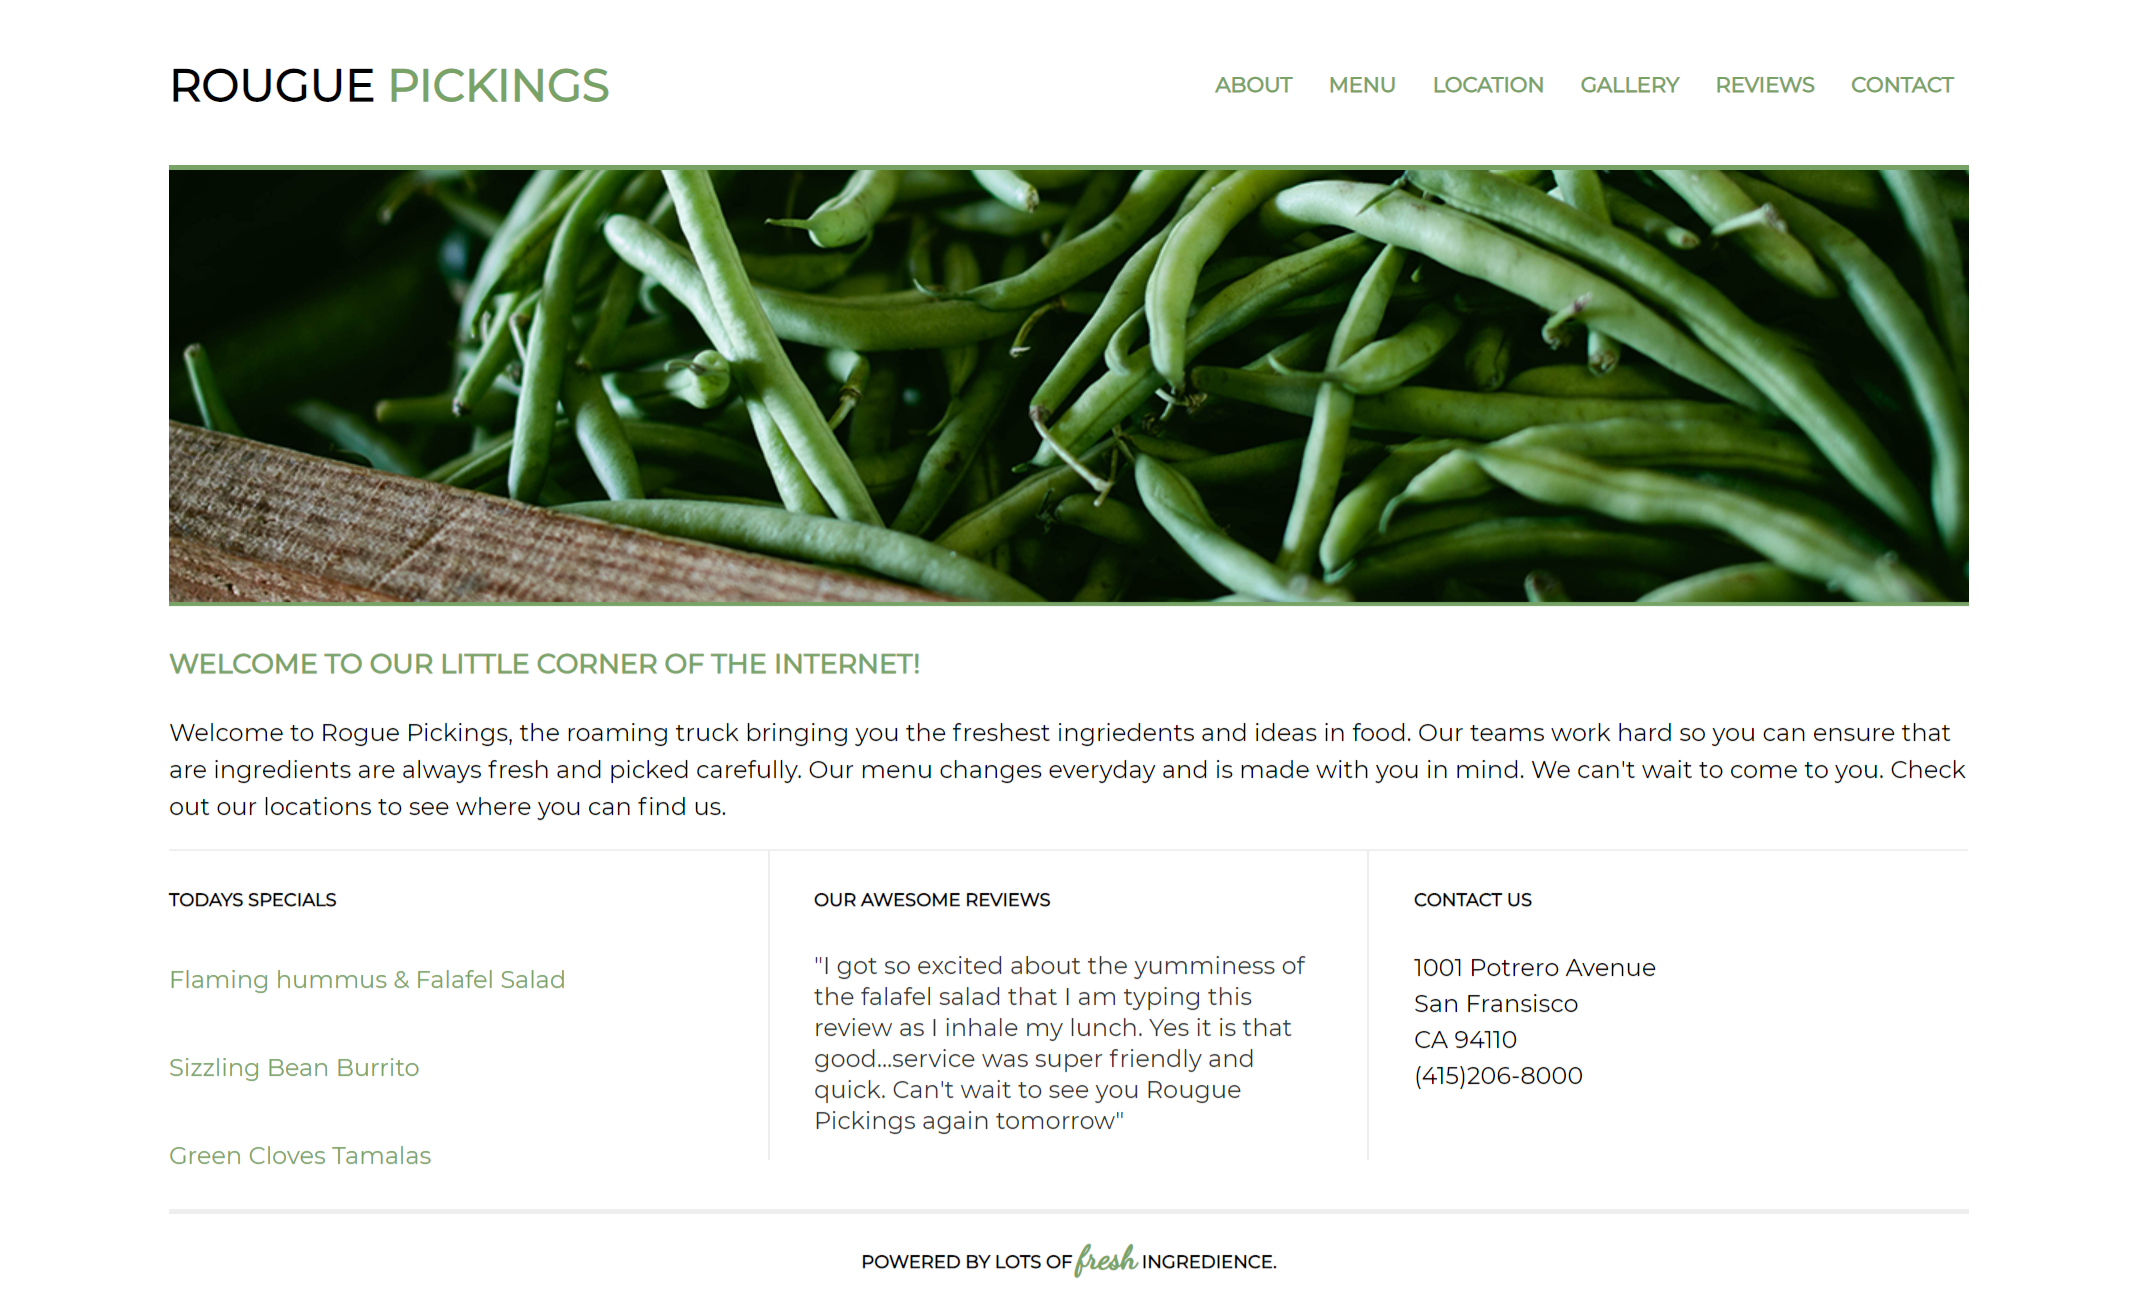 ROUGUE PICKINGS
ABOUT MENU LOCATION GALLERY REVIEWS CONTACT
WELCOME TO OUR LITTLE CORNER OF THE INTERNET!
Welcome to Rogue Pickings, the roaming truck bringing you the freshest ingriedents and ideas in food. Our teams work hard so you can ensure that
are ingredients are always fresh and picked carefully. Our menu changes everyday and is made with you in mind. We can't wait to come to you. Check
out our locations to see where you can find us.
TODAYS SPECIALS
Flaming hummus & Falafel Salad
Sizzling Bean Burrito
Green Cloves Tamalas
OUR AWESOME REVIEWS
"I got so excited about the yumminess of
the falafel salad that I am typing this
review as I inhale my lunch. Yes it is that
good...service was super friendly and
quick. Can't wait to see you Rougue
Pickings again tomorrow"
CONTACT US
1001 Potrero Avenue
San Fransisco
CA 94110
(415)206-8000
POWERED BY LOTS OF fresh INGREDIENCE.